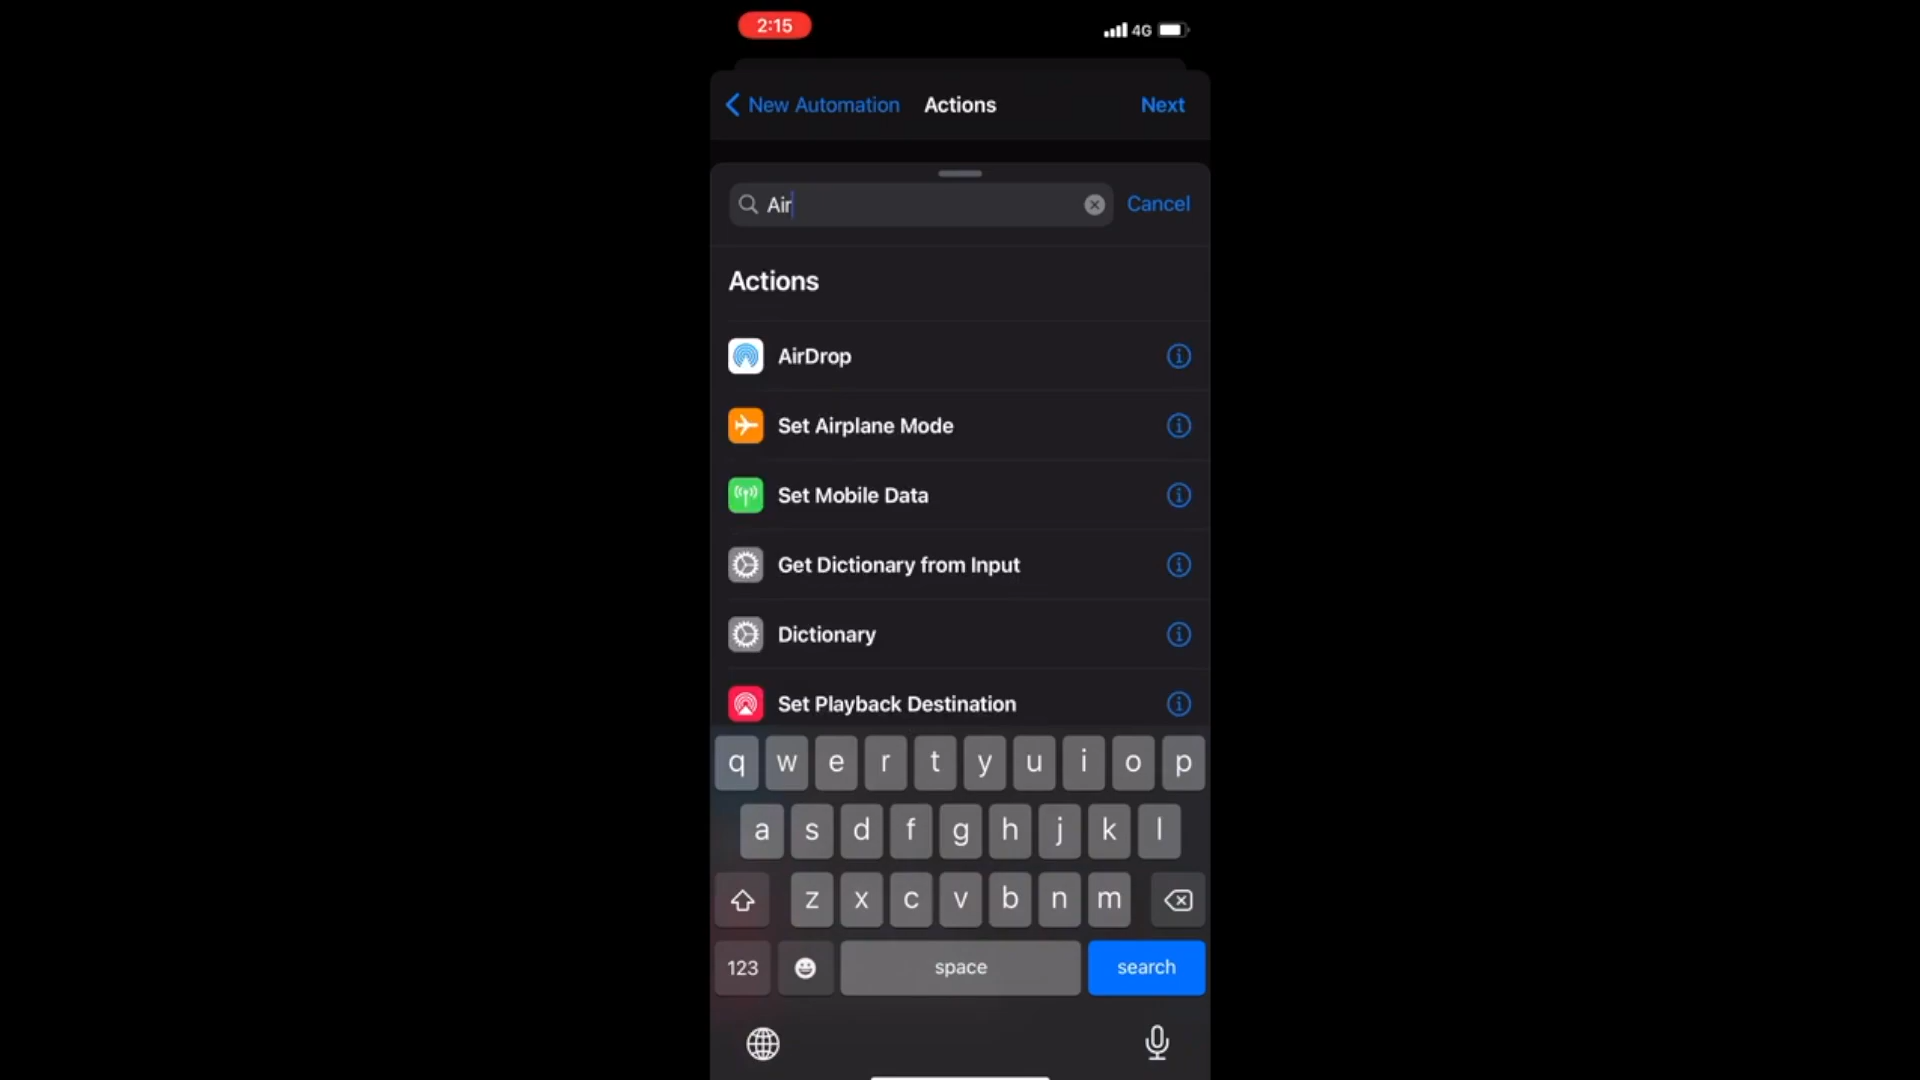 2:15
4G
New Automation Actions Next
Air
Cancel
Actions
AirDrop
Set Airplane Mode
Set Mobile Data
Get Dictionary from Input
Dictionary
Set Playback Destination
q w e r t y u i o p
a s d f g h j k l
z x c v b n m
123 space search